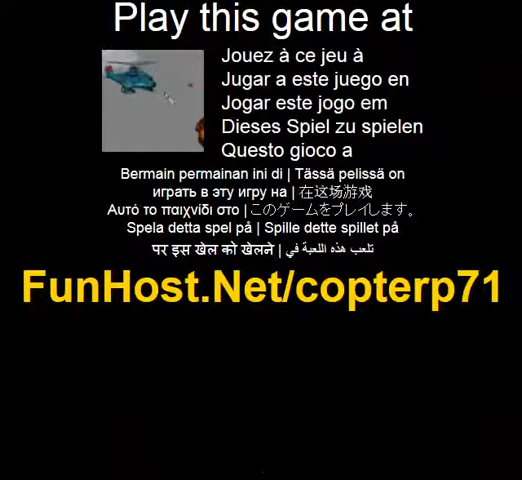 Play this game at
Jouez à ce jeu à
Jugar a este juego en
Jogar este jogo em
Dieses Spiel zu spielen
Questo gioco a
Bermain permainan ini di | Tässä pelissä on
играть в эту игру на | 在这场游戏
Αυτό το παιχνίδι στο | このゲームをプレイします。
Spela detta spel på | Spille dette spillet på
पर इस खेल को खेलने | تلعب هذه اللعبة في
FunHost.Net/copterp71